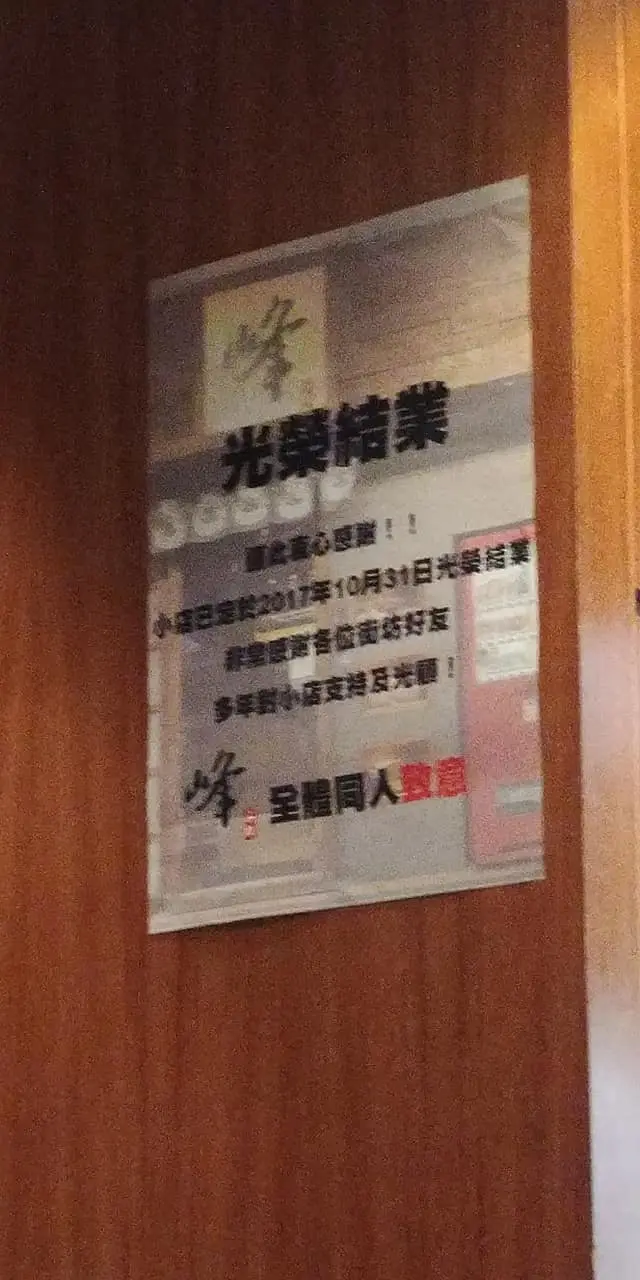 峰
光榮結業
謹此衷心感謝！！
小店已定於2017年10月31日光榮結業
非常感謝各位街坊好友
多年對小店支持及光顧！
峰 全體同人致意